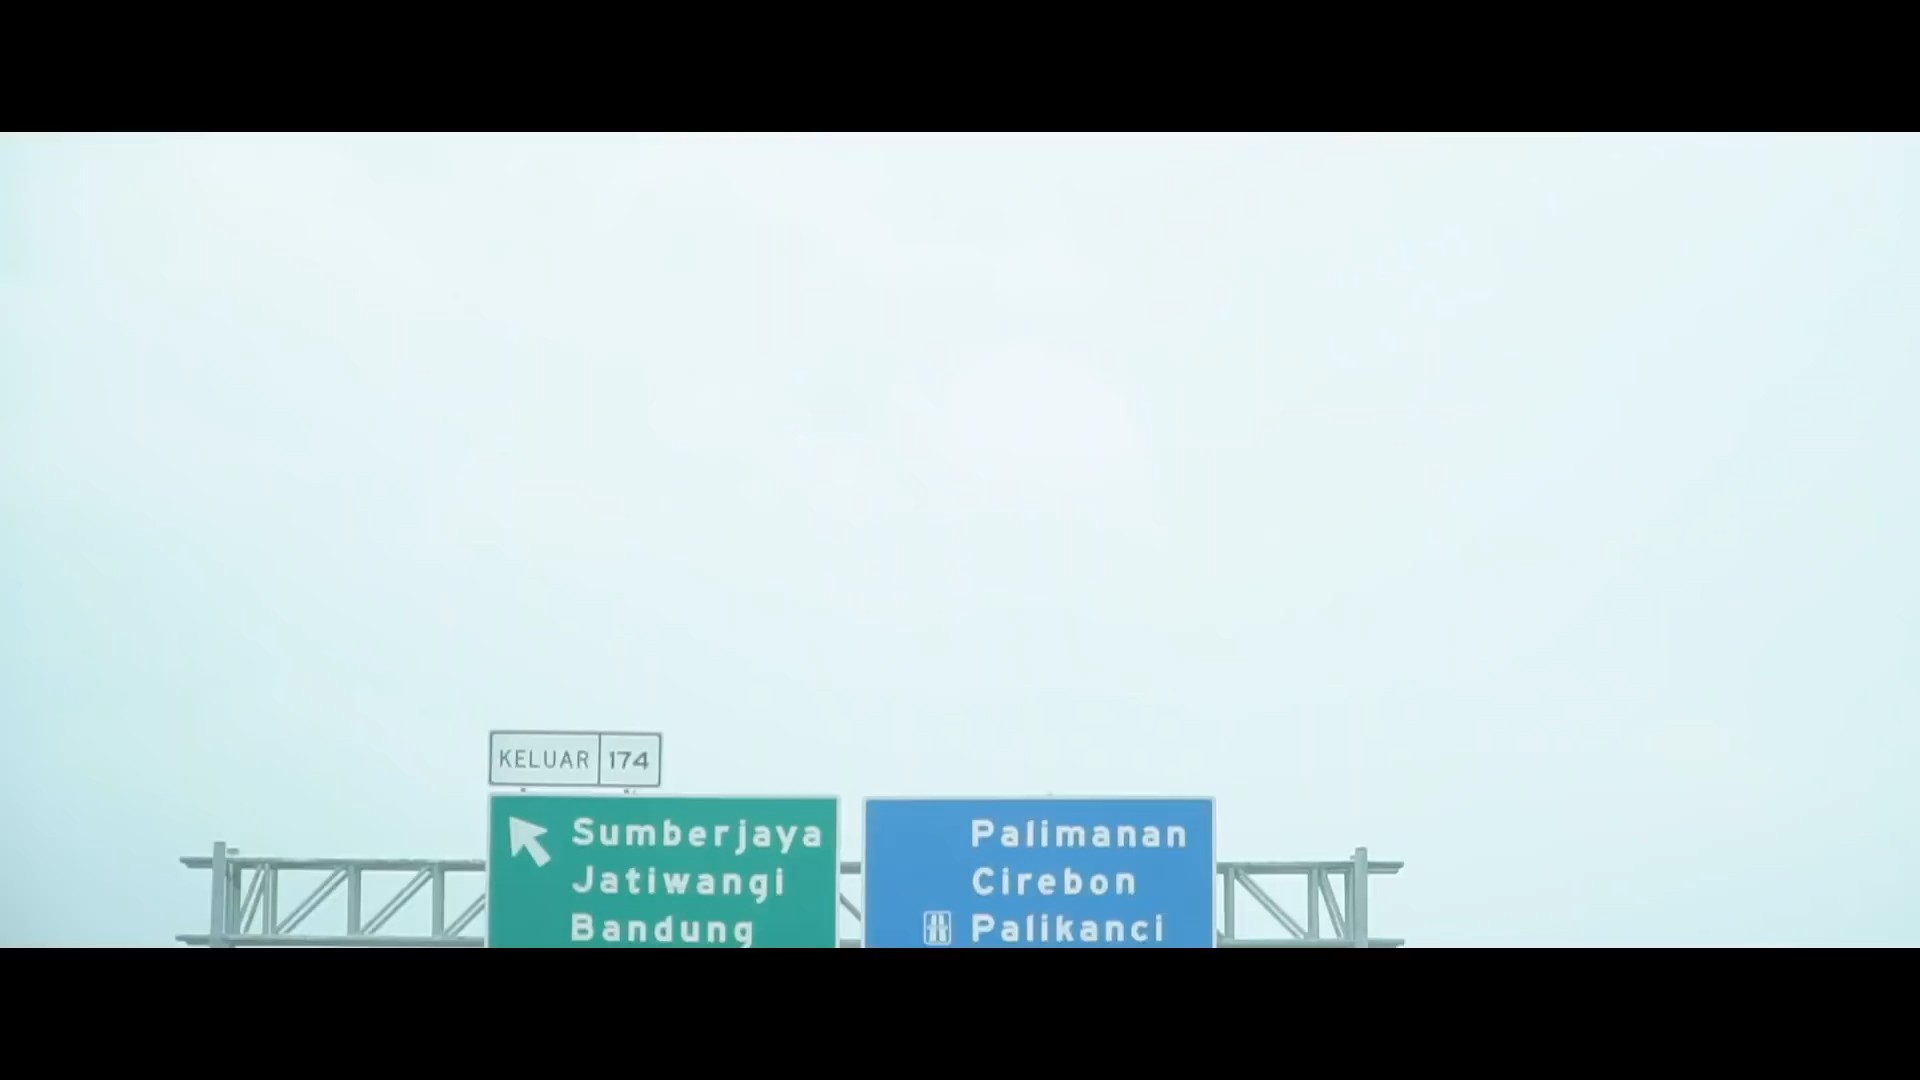 KELUAR 174
Sumberjaya
Jatiwangi
Bandung
Palimanan
Cirebon
Palikanci